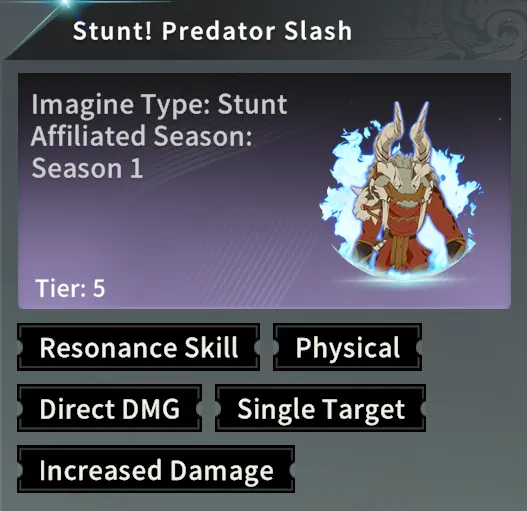 Stunt! Predator Slash
Imagine Type: Stunt
Affiliated Season:
Season 1
Tier: 5
Resonance Skill
Physical
Direct DMG
Single Target
Increased Damage